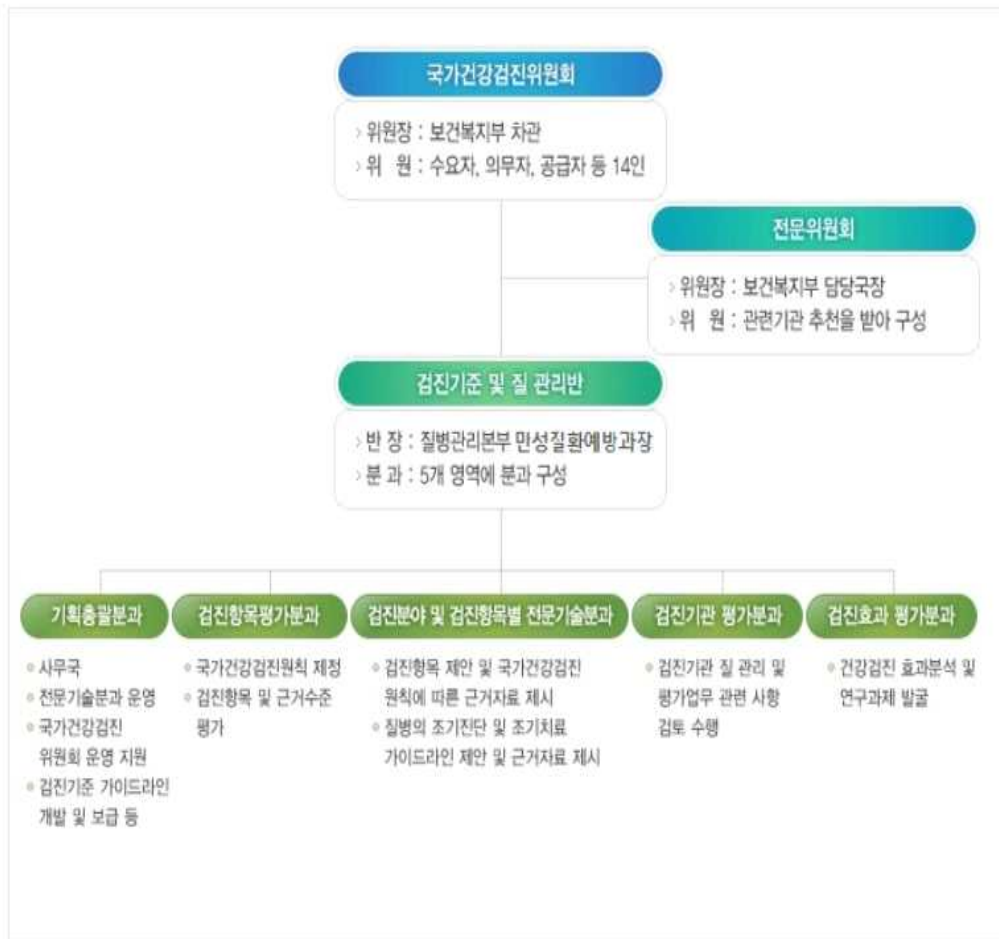 국가건강검진위원회
› 위원장 : 보건복지부 차관
› 위 원 : 수요자, 의무자, 공급자 등 14인
전문위원회
› 위원장 : 보건복지부 담당국장
› 위 원 : 관련기관 추천을 받아 구성
검진기준 및 질 관리반
› 반 장 : 질병관리본부 만성질환예방과장
› 분 과 : 5개 영역에 분과 구성
기획총괄분과
사무국
전문기술분과 운영
국가건강검진
위원회 운영 지원
검진기준 가이드라인
개발 및 보급 등
검진항목평가분과
국가건강검진원칙 제정
검진항목 및 근거수준
평가
검진분야 및 검진항목별 전문기술분과
검진항목 제안 및 국가건강검진
원칙에 따른 근거자료 제시
질병의 조기진단 및 조기치료
가이드라인 제안 및 근거자료 제시
검진기관 평가분과
검진기관 질 관리 및
평가업무 관련 사항
검토 수행
검진효과 평가분과
건강검진 효과분석 및
연구과제 발굴